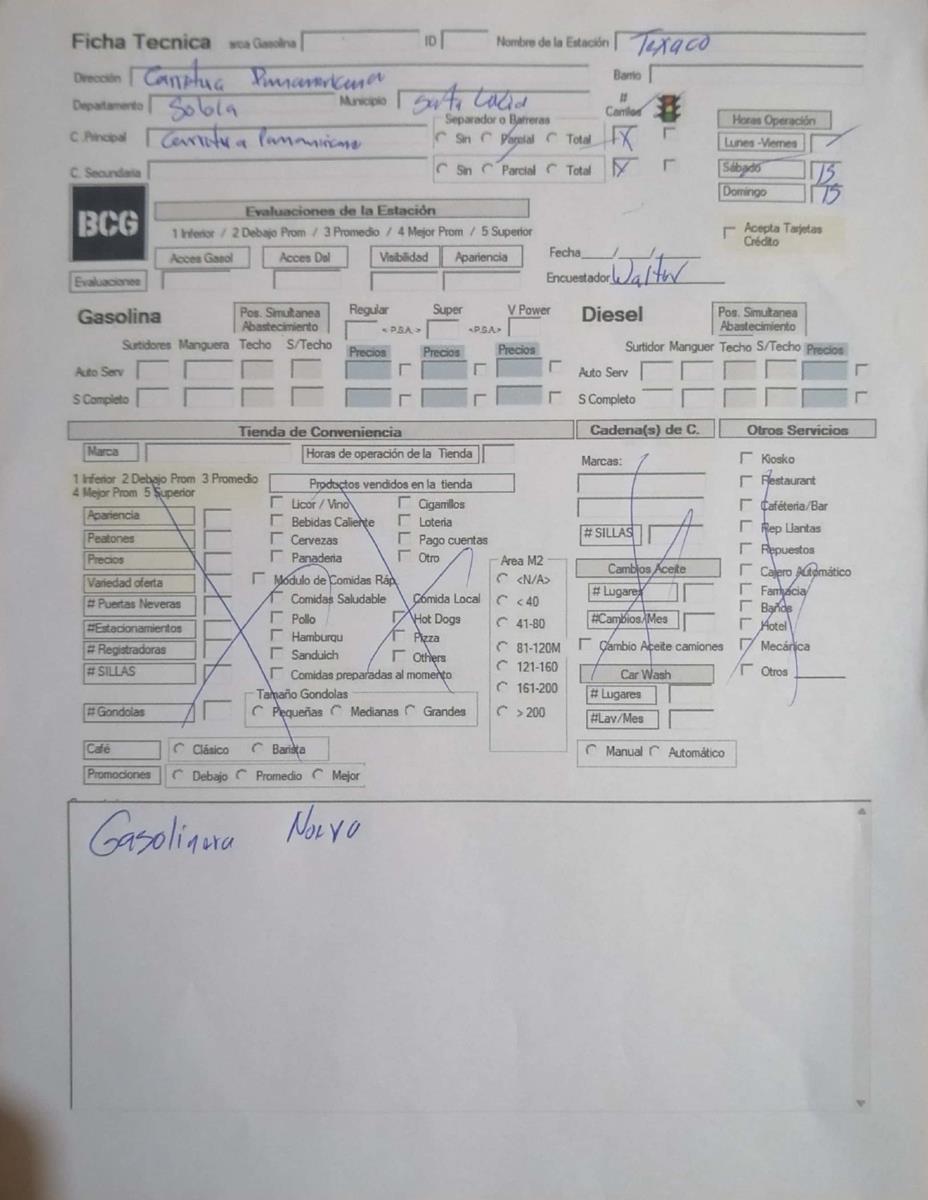 Ficha Tecnica arca Gasolina ID Nombre de la Estación Texaco
Dirección Carretera Panamericana Barrio
Departamento Sololá Municipio Santa Lucia # Carriles
Separador o Barreras Horas Operación
C. Principal Carretera Panamericana Sin Parcial Total X Lunes -Viernes
C. Secundaria Sin Parcial Total X Sábado 15
Domingo 15
BCG Evaluaciones de la Estación
1 Inferior / 2 Debajo Prom / 3 Promedio / 4 Mejor Prom / 5 Superior Acepta Tarjetas Crédito
Acces Gasol Acces Dsl Visibilidad Apariencia Fecha __/__/__
Evaluaciones Encuestador Walter
Gasolina Pos. Simultanea Abastecimiento Regular Super V Power Diesel Pos. Simultanea Abastecimiento
< P.S.A. > <P.S.A>
Surtidores Manguera Techo S/Techo Precios Precios Precios Surtidor Manguer Techo S/Techo Precios
Auto Serv Auto Serv
S Completo S Completo
Tienda de Conveniencia Cadena(s) de C. Otros Servicios
Marca Horas de operación de la Tienda Marcas: Kiosko
1 Inferior 2 Debajo Prom 3 Promedio Productos vendidos en la tienda Restaurant
4 Mejor Prom 5 Superior
Licor / Vino Cigarrillos Caféteria/Bar
Apariencia Bebidas Caliente Loteria # SILLAS Rep Llantas
Peatones Cervezas Pago cuentas Repuestos
Precios Panaderia Otro Area M2 Cambios Aceite Cajero Automático
Variedad oferta Módulo de Comidas Ráp. <N/A> # Lugares Farmacia
# Puertas Neveras Comidas Saludable Comida Local < 40 Baños
#Estacionamientos Pollo Hot Dogs 41-80 #Cambios/Mes Hotel
# Registradoras Hamburqu Pizza 81-120M Cambio Aceite camiones Mecánica
# SILLAS Sanduich Others 121-160 Car Wash Otros
Comidas preparadas al momento 161-200 # Lugares
Tamaño Gondolas
# Gondolas Pequeñas Medianas Grandes > 200 #Lav/Mes
Café Clásico Barista Manual Automático
Promociones Debajo Promedio Mejor
Gasolinera Nueva